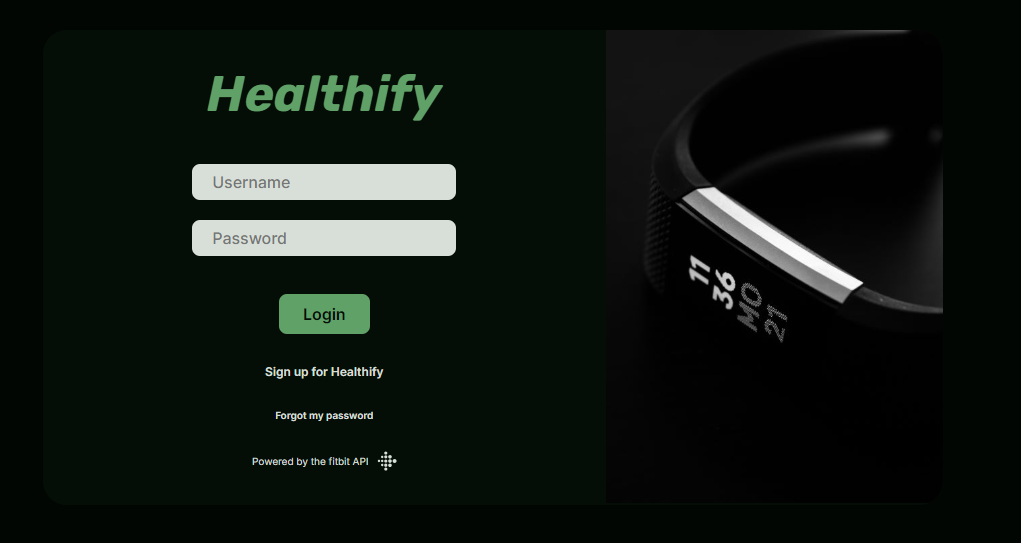 Healthify
Username
Password
Login
Sign up for Healthify
Forgot my password
Powered by the fitbit API
11
36
MO
21